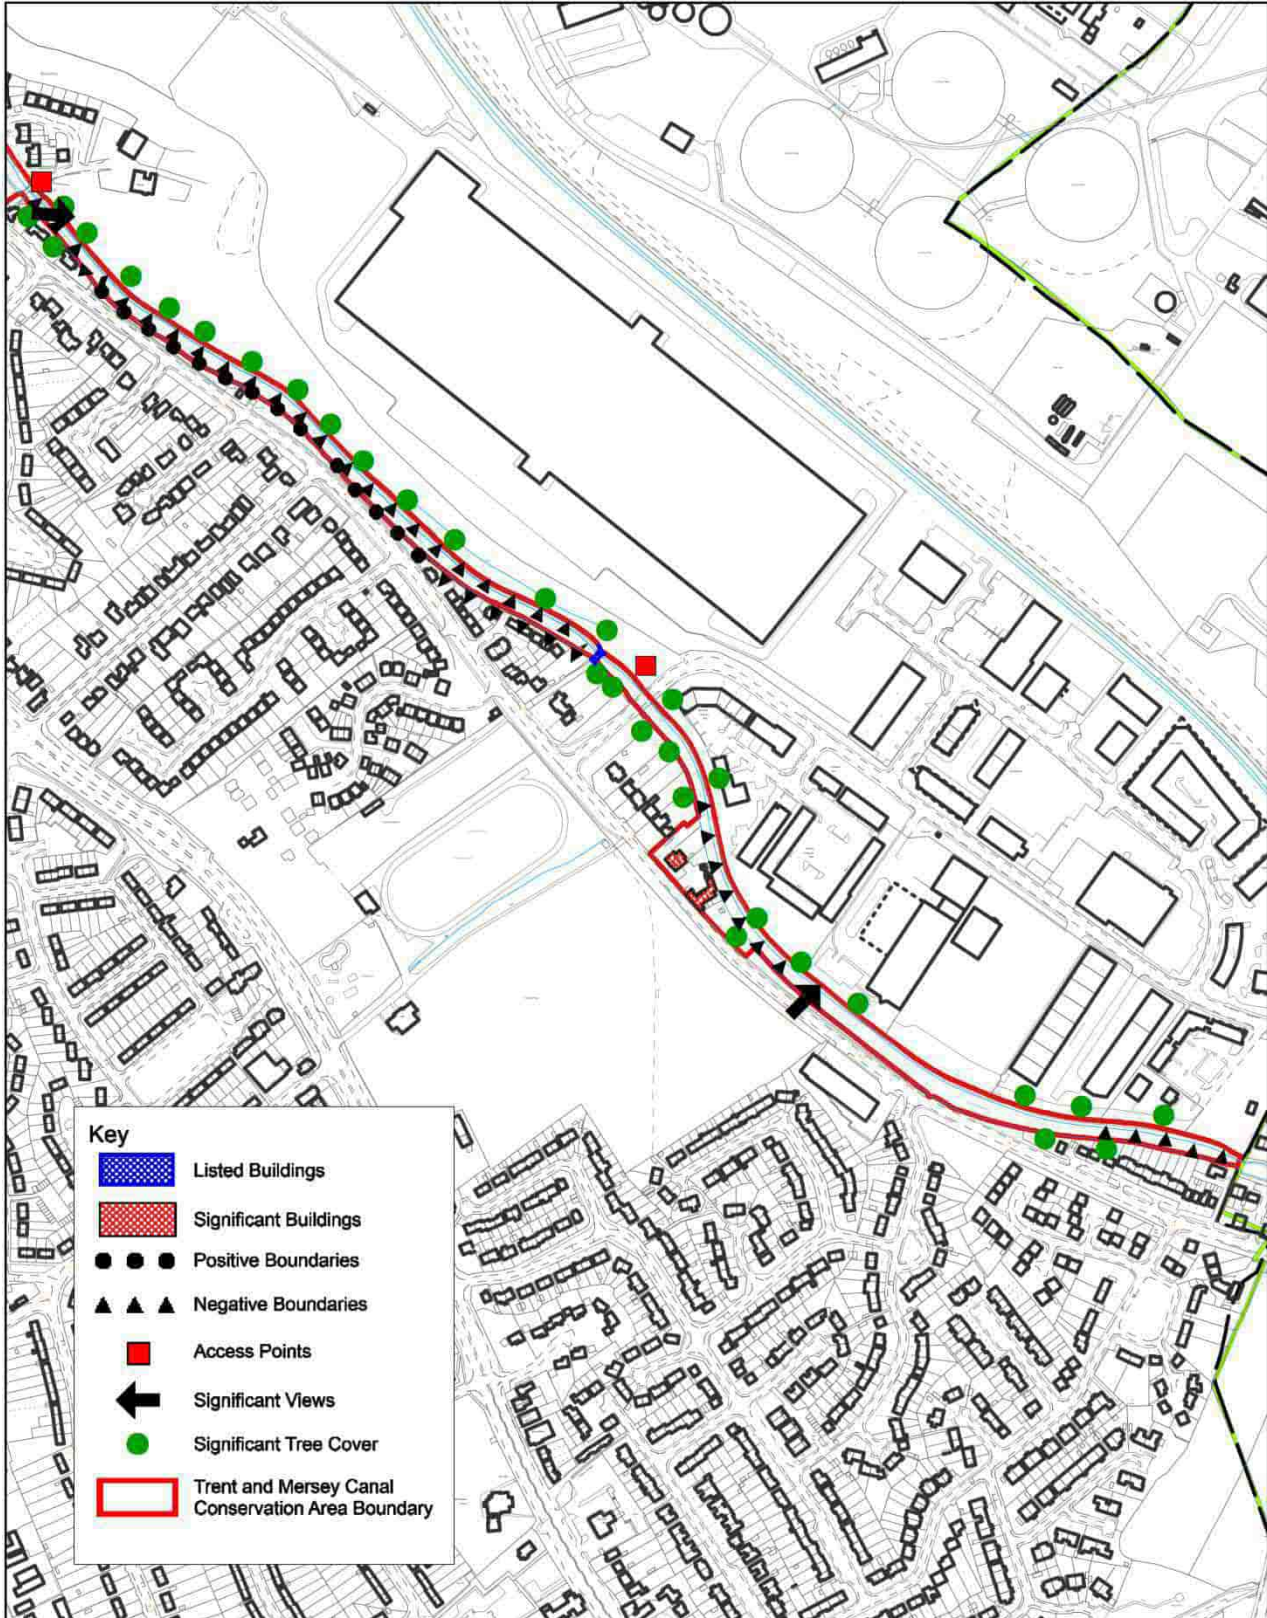 Key
Listed Buildings
Significant Buildings
Positive Boundaries
Negative Boundaries
Access Points
Significant Views
Significant Tree Cover
Trent and Mersey Canal
Conservation Area Boundary